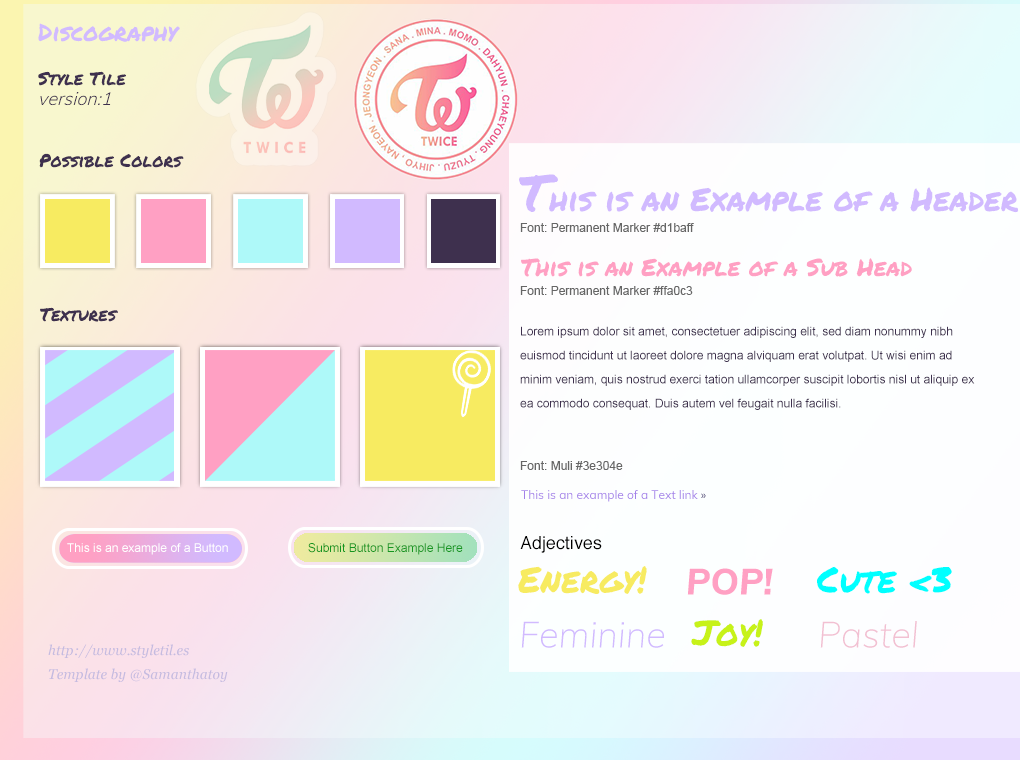 Discography
Style Tile
version:1
TWICE
SANA . MINA . MOMO . DAHYUN . CHAEYOUNG . TYUZU . JIHYO . NAYEON . JEONGYEON .
TWICE
Possible Colors
Textures
This is an example of a Button
Submit Button Example Here
http://www.styletil.es
Template by @Samanthatoy
This is an Example of a Header
Font: Permanent Marker #d1baff
This is an Example of a Sub Head
Font: Permanent Marker #ffa0c3
Lorem ipsum dolor sit amet, consectetuer adipiscing elit, sed diam nonummy nibh
euismod tincidunt ut laoreet dolore magna alviquam erat volutpat. Ut wisi enim ad
minim veniam, quis nostrud exerci tation ullamcorper suscipit lobortis nisl ut aliquip ex
ea commodo consequat. Duis autem vel feugait nulla facilisi.
Font: Muli #3e304e
This is an example of a Text link »
Adjectives
Energy! POP! Cute <3
Feminine Joy! Pastel